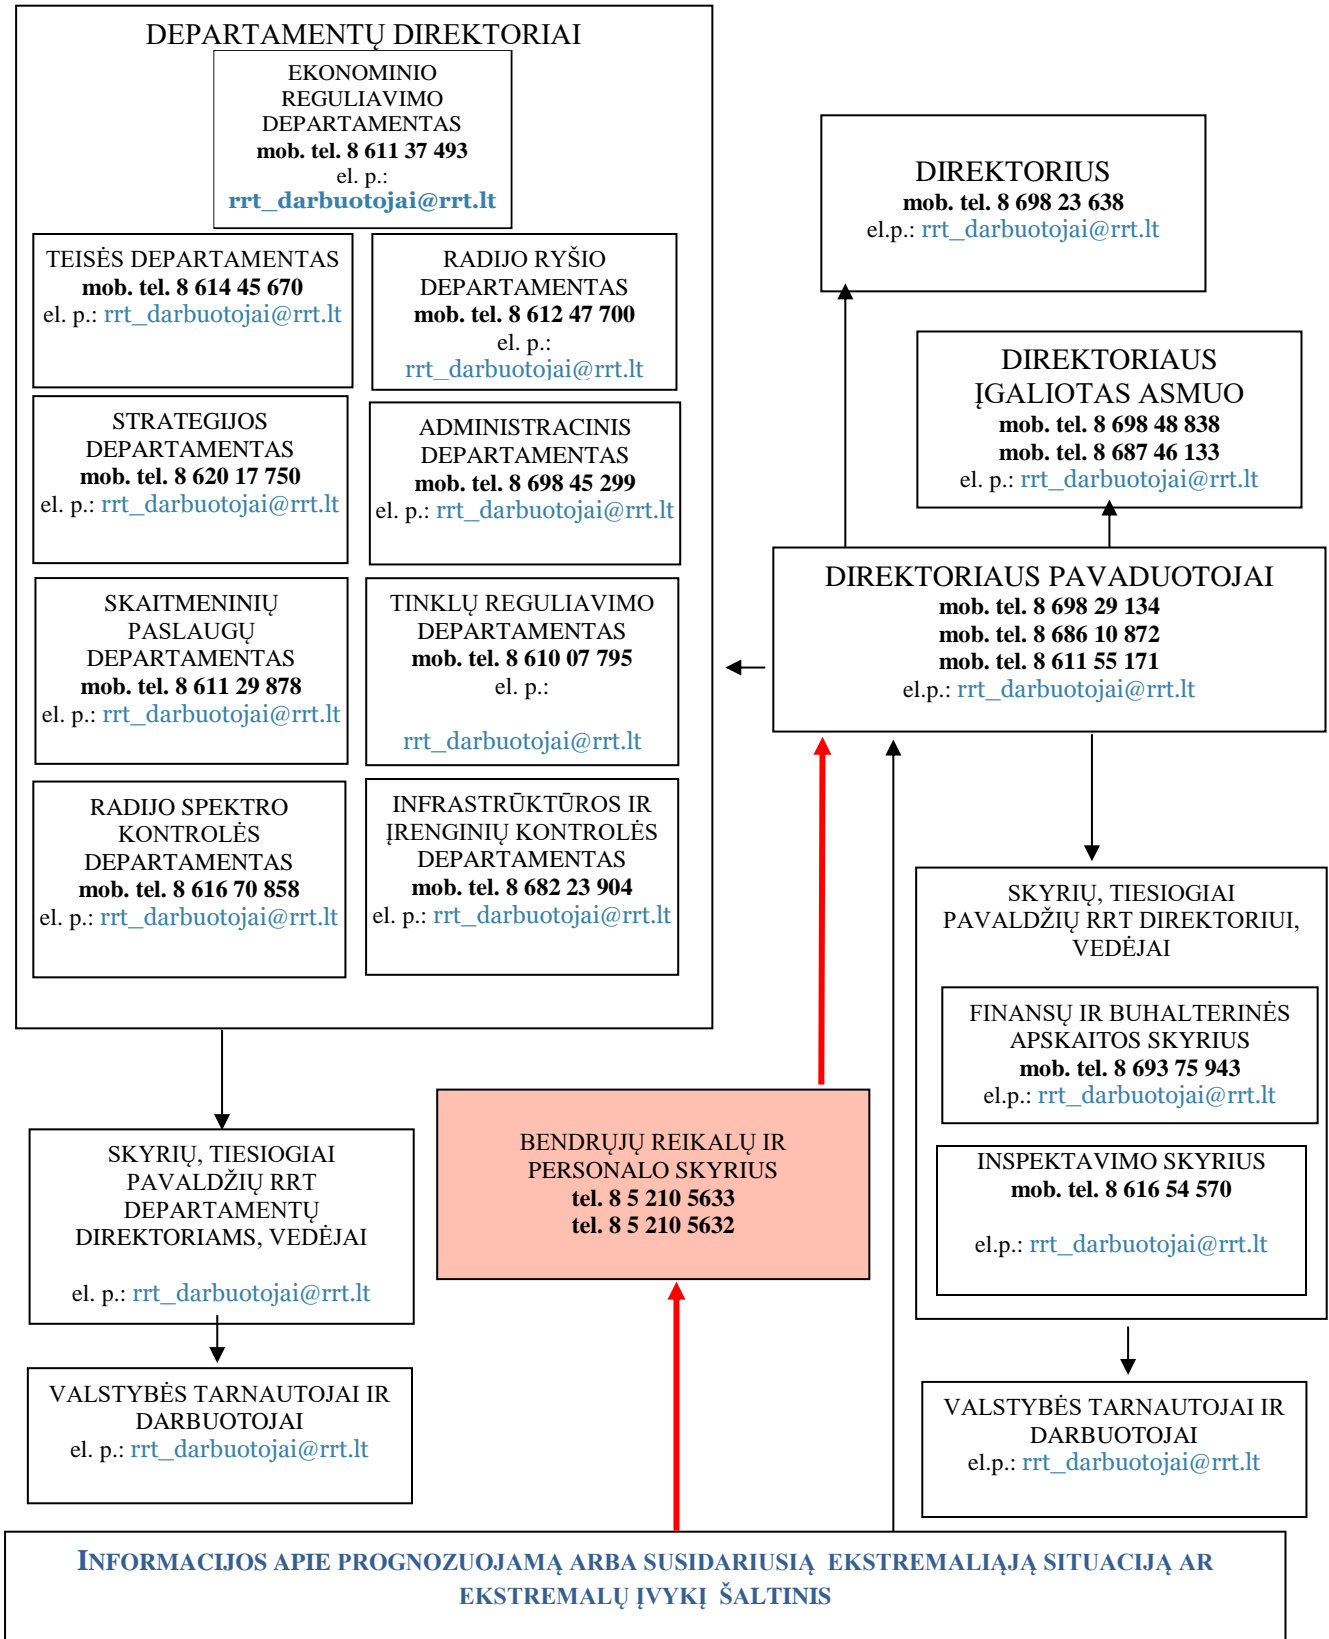 DEPARTAMENTŲ DIREKTORIAI
EKONOMINIO
REGULIAVIMO
DEPARTAMENTAS
mob. tel. 8 611 37 493
el. p.:
rrt_darbuotojai@rrt.lt
TEISĖS DEPARTAMENTAS
mob. tel. 8 614 45 670
el. p.: rrt_darbuotojai@rrt.lt
RADIJO RYŠIO
DEPARTAMENTAS
mob. tel. 8 612 47 700
el. p.:
rrt_darbuotojai@rrt.lt
STRATEGIJOS
DEPARTAMENTAS
mob. tel. 8 620 17 750
el. p.: rrt_darbuotojai@rrt.lt
ADMINISTRACINIS
DEPARTAMENTAS
mob. tel. 8 698 45 299
el. p.: rrt_darbuotojai@rrt.lt
SKAITMENINIŲ
PASLAUGŲ
DEPARTAMENTAS
mob. tel. 8 611 29 878
el. p.: rrt_darbuotojai@rrt.lt
TINKLŲ REGULIAVIMO
DEPARTAMENTAS
mob. tel. 8 610 07 795
el. p.:
rrt_darbuotojai@rrt.lt
RADIJO SPEKTRO
KONTROLĖS
DEPARTAMENTAS
mob. tel. 8 616 70 858
el. p.: rrt_darbuotojai@rrt.lt
INFRASTRŪKTŪROS IR
ĮRENGINIŲ KONTROLĖS
DEPARTAMENTAS
mob. tel. 8 682 23 904
el. p.: rrt_darbuotojai@rrt.lt
DIREKTORIUS
mob. tel. 8 698 23 638
el.p.: rrt_darbuotojai@rrt.lt
DIREKTORIAUS
ĮGALIOTAS ASMUO
mob. tel. 8 698 48 838
mob. tel. 8 687 46 133
el. p.: rrt_darbuotojai@rrt.lt
DIREKTORIAUS PAVADUOTOJAI
mob. tel. 8 698 29 134
mob. tel. 8 686 10 872
mob. tel. 8 611 55 171
el.p.: rrt_darbuotojai@rrt.lt
SKYRIŲ, TIESIOGIAI
PAVALDŽIŲ RRT DIREKTORIUI,
VEDĖJAI
FINANSŲ IR BUHALTERINĖS
APSKAITOS SKYRIUS
mob. tel. 8 693 75 943
el.p.: rrt_darbuotojai@rrt.lt
INSPEKTAVIMO SKYRIUS
mob. tel. 8 616 54 570
el.p.: rrt_darbuotojai@rrt.lt
BENDRŲJŲ REIKALŲ IR
PERSONALO SKYRIUS
tel. 8 5 210 5633
tel. 8 5 210 5632
SKYRIŲ, TIESIOGIAI
PAVALDŽIŲ RRT
DEPARTAMENTŲ
DIREKTORIAMS, VEDĖJAI
el. p.: rrt_darbuotojai@rrt.lt
VALSTYBĖS TARNAUTOJAI IR
DARBUOTOJAI
el. p.: rrt_darbuotojai@rrt.lt
VALSTYBĖS TARNAUTOJAI IR
DARBUOTOJAI
el.p.: rrt_darbuotojai@rrt.lt
INFORMACIJOS APIE PROGNOZUOJAMĄ ARBA SUSIDARIUSIĄ EKSTREMALIĄJĄ SITUACIJĄ AR
EKSTREMALŲ ĮVYKĮ ŠALTINIS